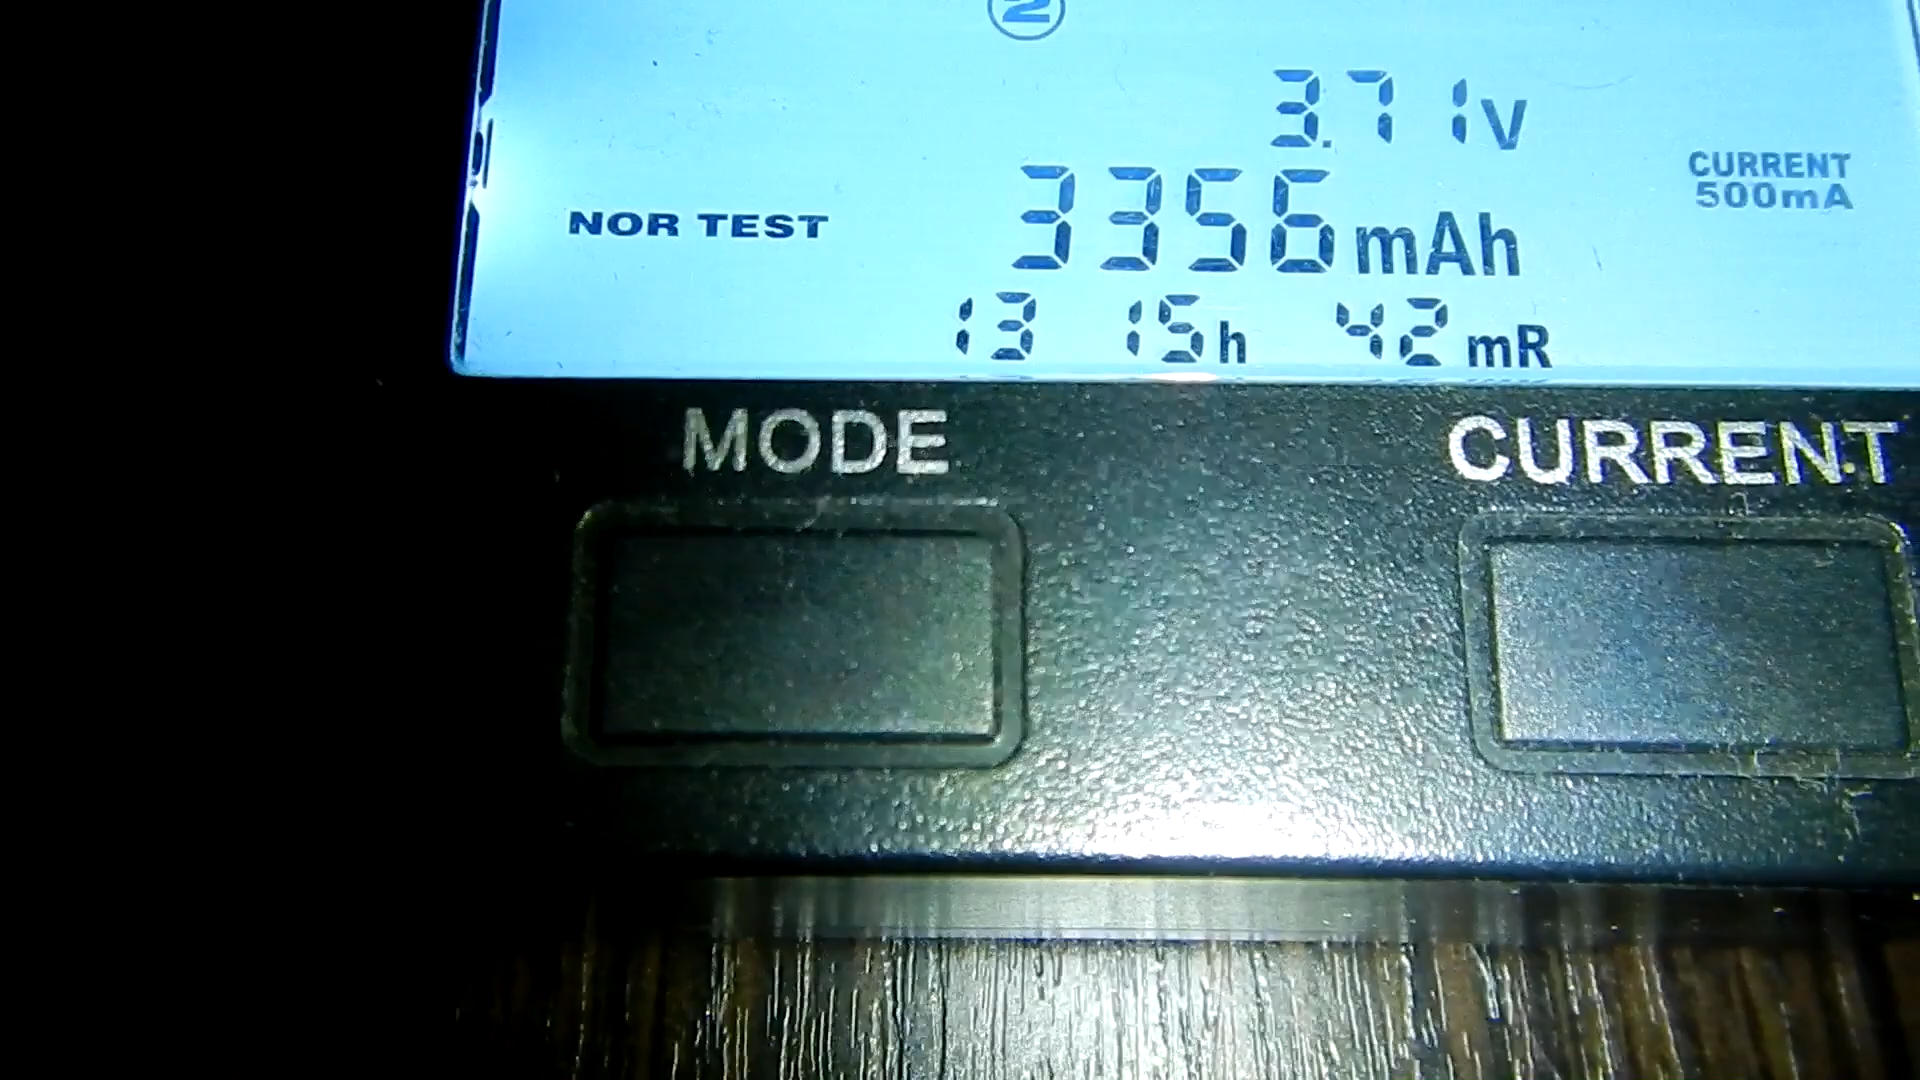 2
3.71V
CURRENT
500mA
NOR TEST
3356mAh
13 15h 42mR
MODE
CURRENT